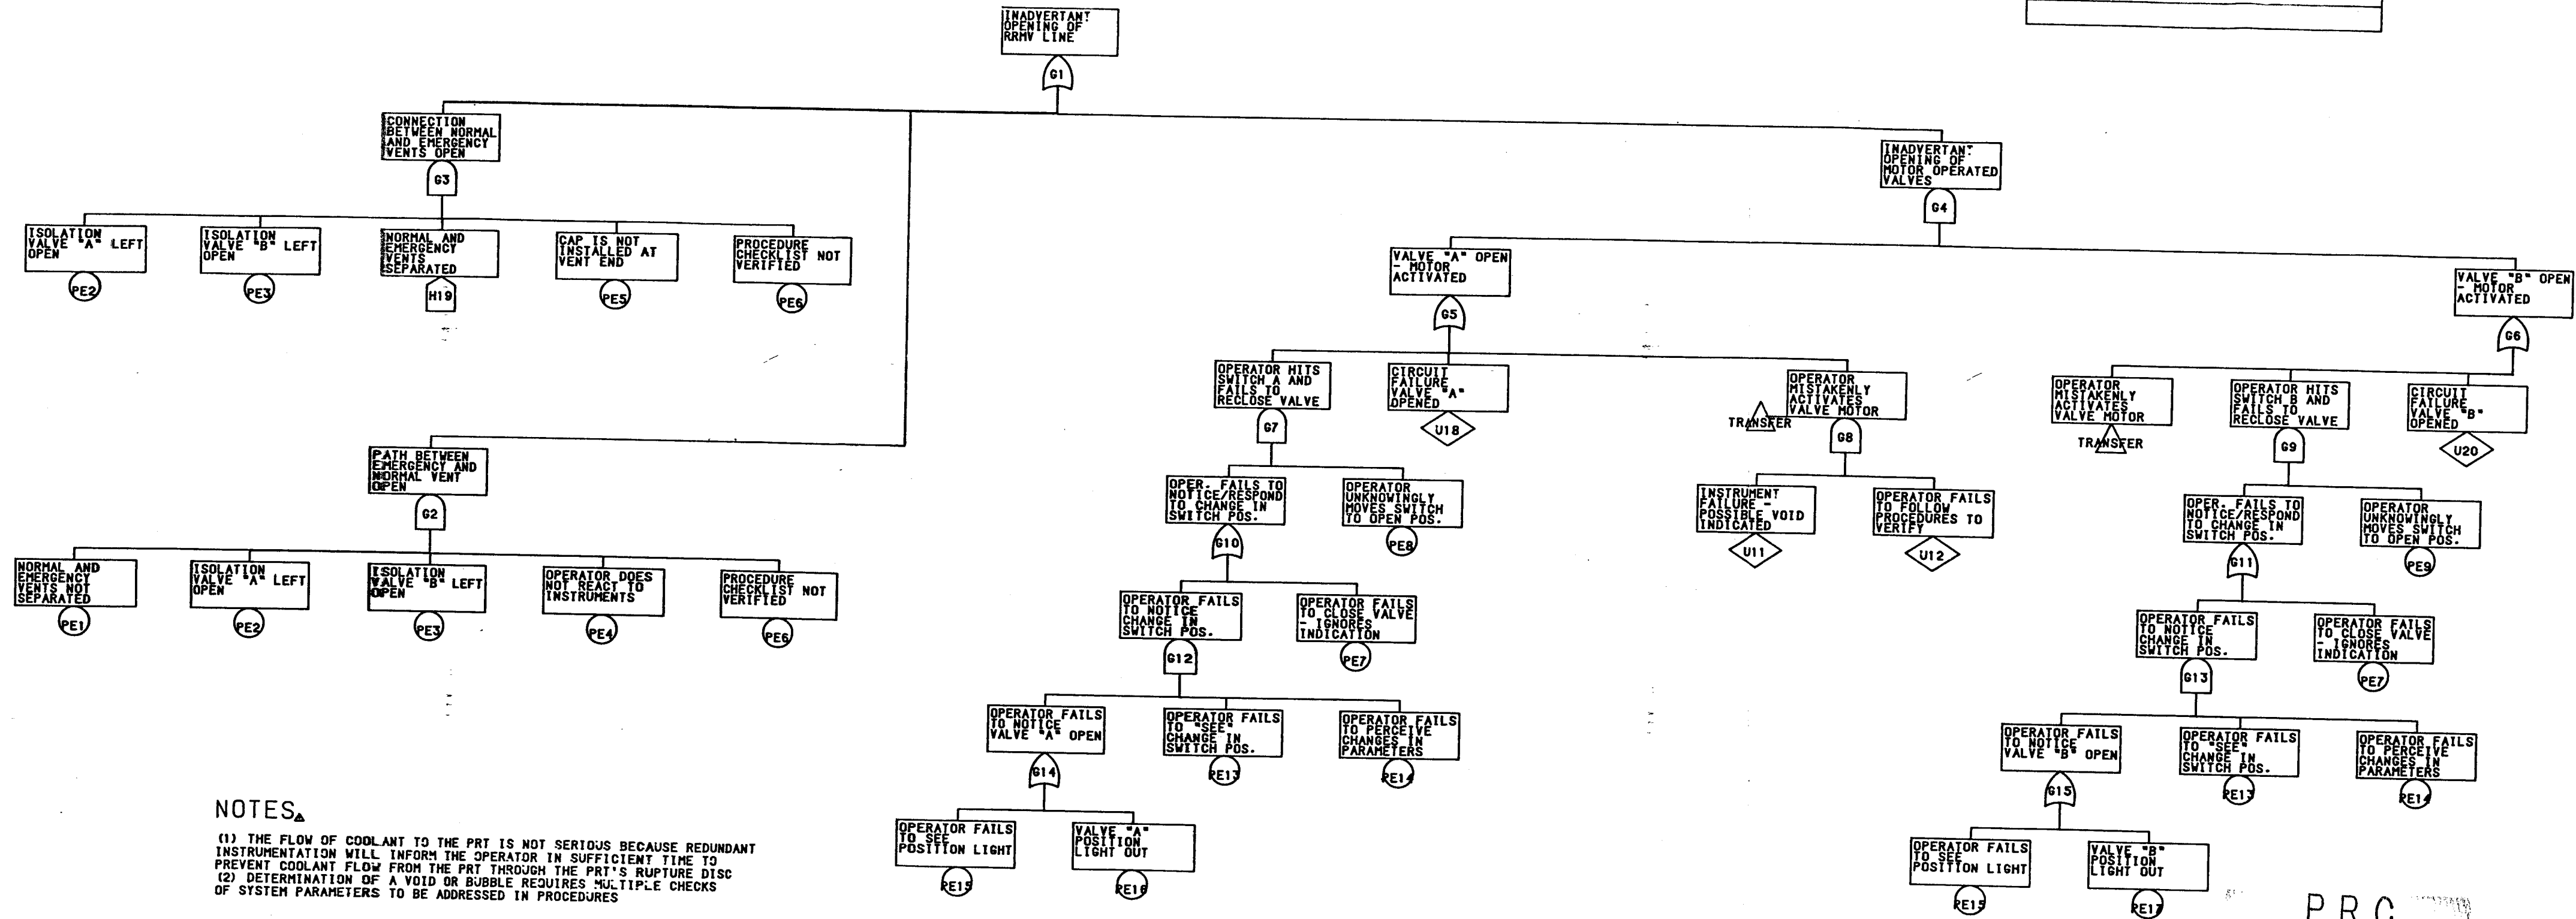 INADVERTANT
OPENING OF
RRMV LINE
G1
CONNECTION
BETWEEN NORMAL
AND EMERGENCY
VENTS OPEN
G3
INADVERTANT
OPENING OF
MOTOR OPERATED
VALVES
G4
ISOLATION
VALVE "A" LEFT
OPEN
PE2
ISOLATION
VALVE "B" LEFT
OPEN
PE3
NORMAL AND
EMERGENCY
VENTS
SEPARATED
H19
CAP IS NOT
INSTALLED AT
VENT END
PE5
PROCEDURE
CHECKLIST NOT
VERIFIED
PE6
VALVE "A" OPEN
- MOTOR
ACTIVATED
G5
VALVE "B" OPEN
- MOTOR
ACTIVATED
G6
OPERATOR HITS
SWITCH A AND
FAILS TO
RECLOSE VALVE
G7
CIRCUIT
FAILURE
VALVE "A"
OPENED
U18
OPERATOR
MISTAKENLY
ACTIVATES
VALVE MOTOR
TRANSFER
G8
OPERATOR
MISTAKENLY
ACTIVATES
VALVE MOTOR
TRANSFER
OPERATOR HITS
SWITCH B AND
FAILS TO
RECLOSE VALVE
G9
CIRCUIT
FAILURE
VALVE "B"
OPENED
U20
PATH BETWEEN
EMERGENCY AND
NORMAL VENT
OPEN
G2
OPER. FAILS TO
NOTICE/RESPOND
TO CHANGE IN
SWITCH POS.
G10
OPERATOR
UNKNOWINGLY
MOVES SWITCH
TO OPEN POS.
PE8
INSTRUMENT
FAILURE -
POSSIBLE VOID
INDICATED
U11
OPERATOR FAILS
TO FOLLOW
PROCEDURES TO
VERIFY
U12
OPER. FAILS TO
NOTICE/RESPOND
TO CHANGE IN
SWITCH POS.
G11
OPERATOR
UNKNOWINGLY
MOVES SWITCH
TO OPEN POS.
PE9
NORMAL AND
EMERGENCY
VENTS NOT
SEPARATED
PE1
ISOLATION
VALVE "A" LEFT
OPEN
PE2
ISOLATION
VALVE "B" LEFT
OPEN
PE3
OPERATOR DOES
NOT REACT TO
INSTRUMENTS
PE4
PROCEDURE
CHECKLIST NOT
VERIFIED
PE6
OPERATOR FAILS
TO NOTICE
CHANGE IN
SWITCH POS.
G12
OPERATOR FAILS
TO CLOSE VALVE
- IGNORES
INDICATION
PE7
OPERATOR FAILS
TO NOTICE
CHANGE IN
SWITCH POS.
G13
OPERATOR FAILS
TO CLOSE VALVE
- IGNORES
INDICATION
PE7
OPERATOR FAILS
TO NOTICE
VALVE "A" OPEN
G14
OPERATOR FAILS
TO "SEE"
CHANGE IN
SWITCH POS.
PE13
OPERATOR FAILS
TO PERCEIVE
CHANGES IN
PARAMETERS
PE14
OPERATOR FAILS
TO NOTICE
VALVE "B" OPEN
G15
OPERATOR FAILS
TO "SEE"
CHANGE IN
SWITCH POS.
PE13
OPERATOR FAILS
TO PERCEIVE
CHANGES IN
PARAMETERS
PE14
OPERATOR FAILS
TO SEE
POSITION LIGHT
PE15
VALVE "A"
POSITION
LIGHT OUT
PE16
OPERATOR FAILS
TO SEE
POSITION LIGHT
PE15
VALVE "B"
POSITION
LIGHT OUT
PE17
NOTES
(1) THE FLOW OF COOLANT TO THE PRT IS NOT SERIOUS BECAUSE REDUNDANT
INSTRUMENTATION WILL INFORM THE OPERATOR IN SUFFICIENT TIME TO
PREVENT COOLANT FLOW FROM THE PRT THROUGH THE PRT'S RUPTURE DISC
(2) DETERMINATION OF A VOID OR BUBBLE REQUIRES MULTIPLE CHECKS
OF SYSTEM PARAMETERS TO BE ADDRESSED IN PROCEDURES